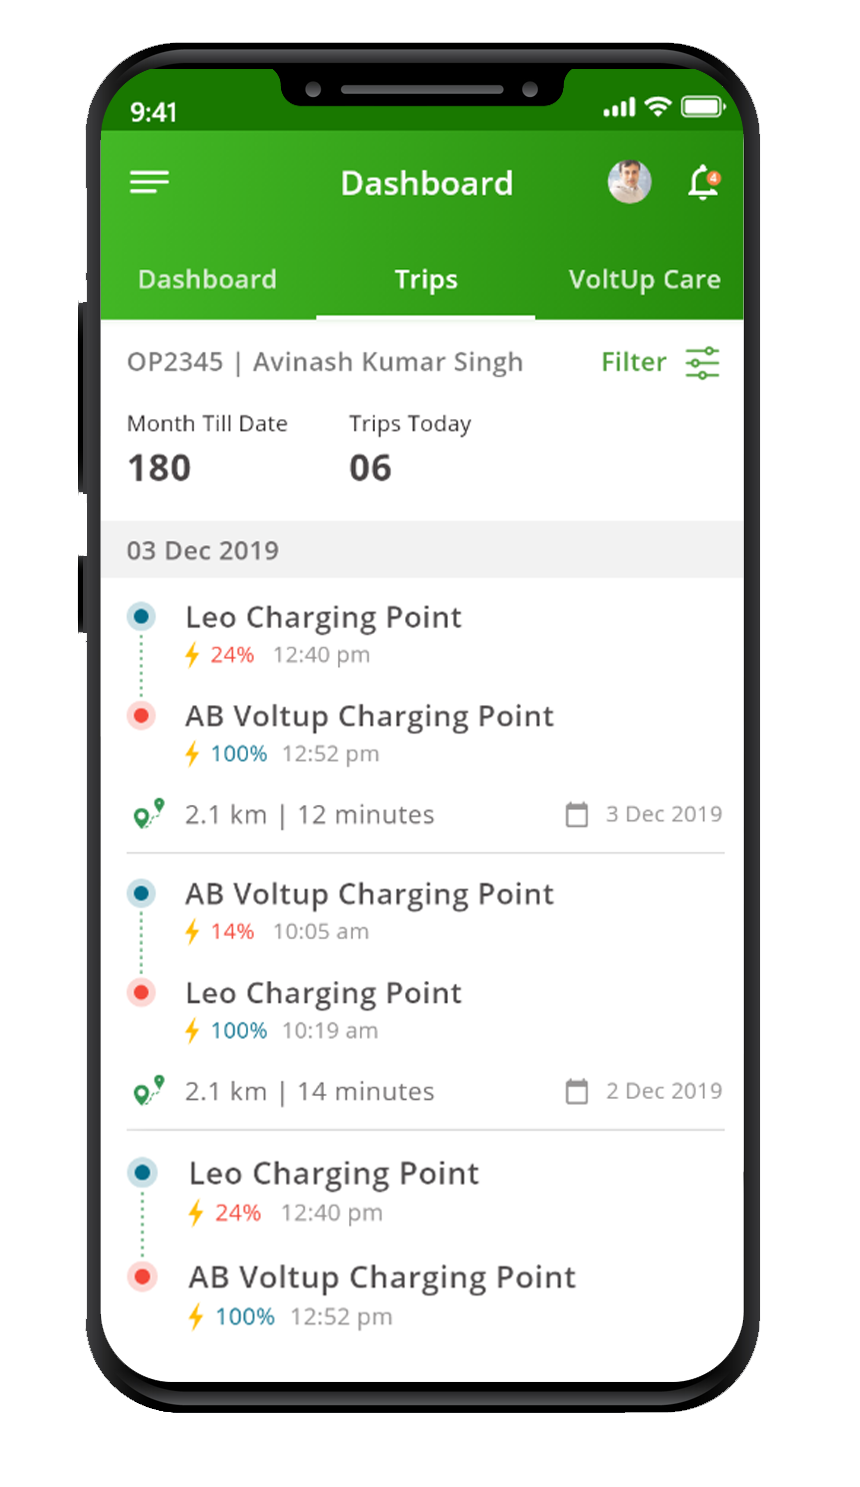 9:41
Dashboard
4
Dashboard Trips VoltUp Care
OP2345 | Avinash Kumar Singh Filter
Month Till Date Trips Today
180 06
03 Dec 2019
Leo Charging Point
24% 12:40 pm
AB Voltup Charging Point
100% 12:52 pm
2.1 km | 12 minutes 3 Dec 2019
AB Voltup Charging Point
14% 10:05 am
Leo Charging Point
100% 10:19 am
2.1 km | 14 minutes 2 Dec 2019
Leo Charging Point
24% 12:40 pm
AB Voltup Charging Point
100% 12:52 pm